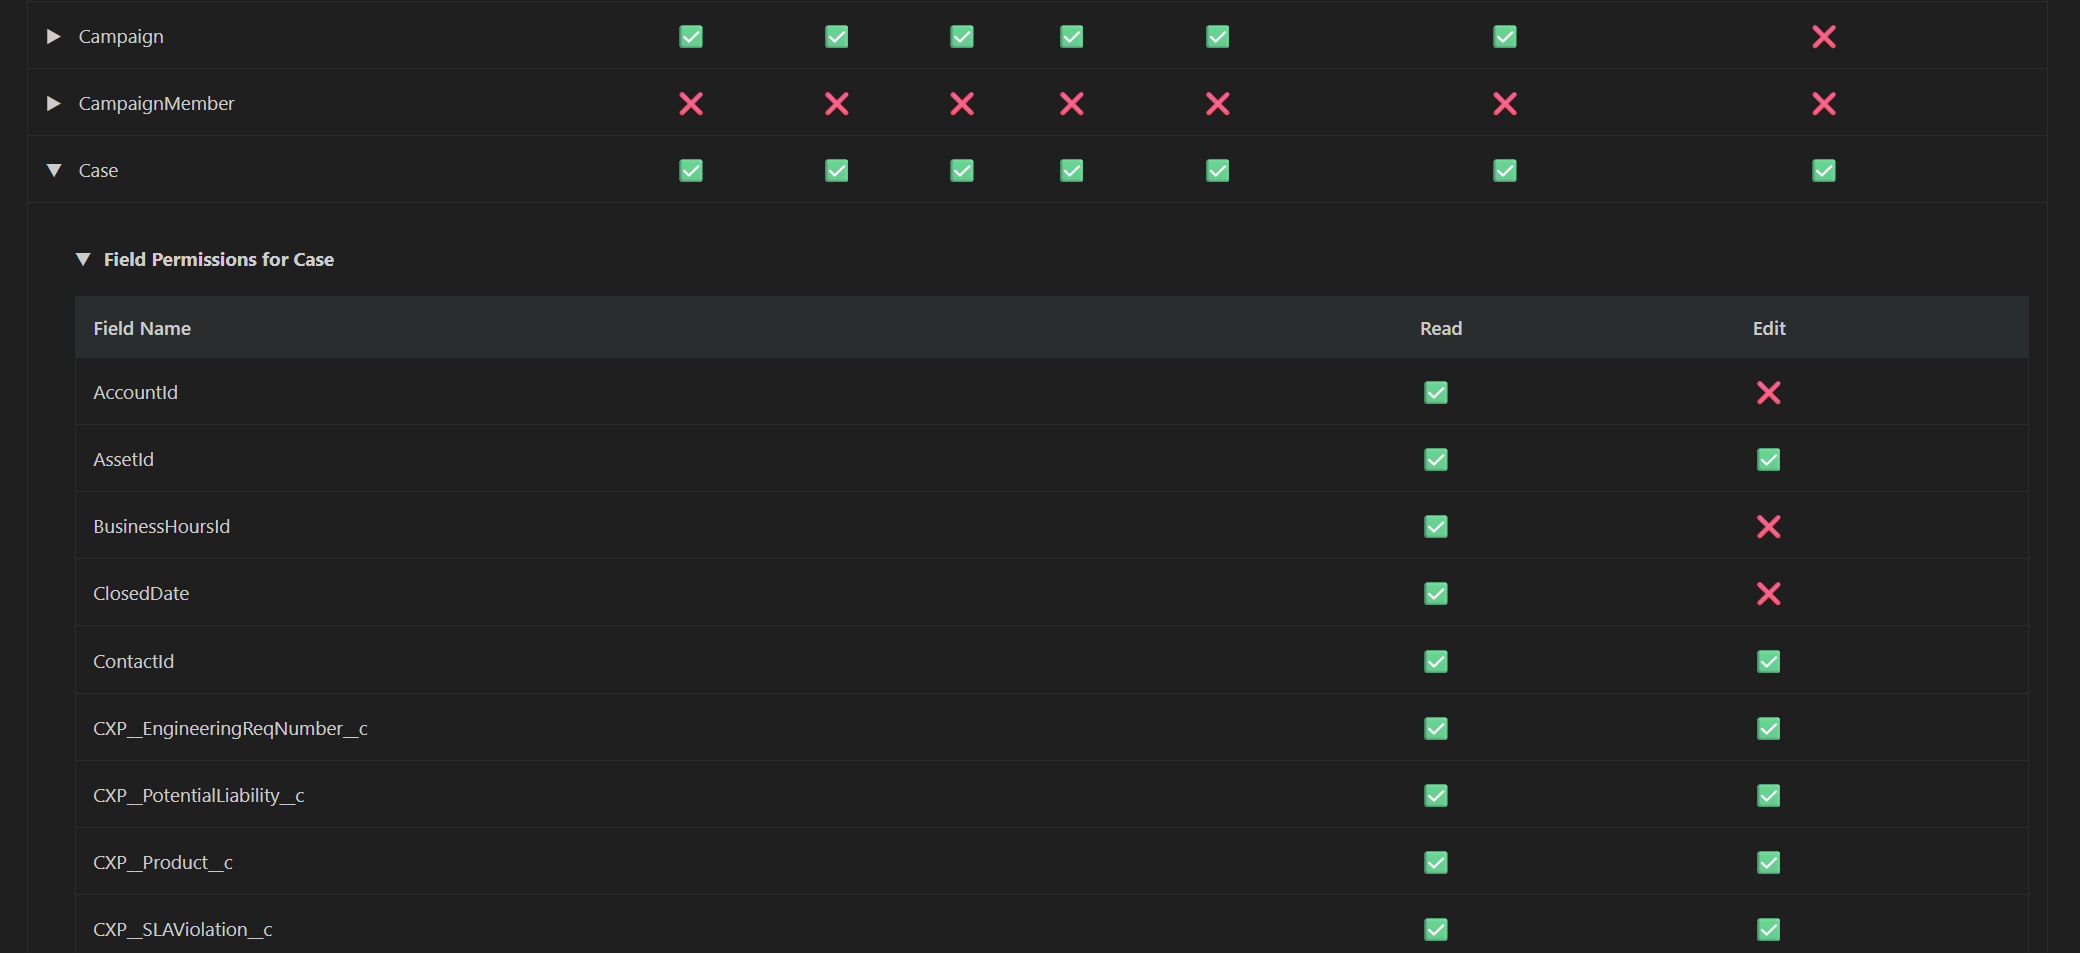 Campaign
CampaignMember
Case
Field Permissions for Case
Field Name Read Edit
AccountId
AssetId
BusinessHoursId
ClosedDate
ContactId
CXP__EngineeringReqNumber__c
CXP__PotentialLiability__c
CXP__Product__c
CXP__SLAViolation__c